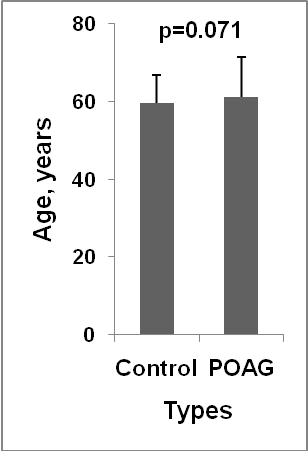 p=0.071
Age, years
80
60
40
20
0
Control POAG
Types